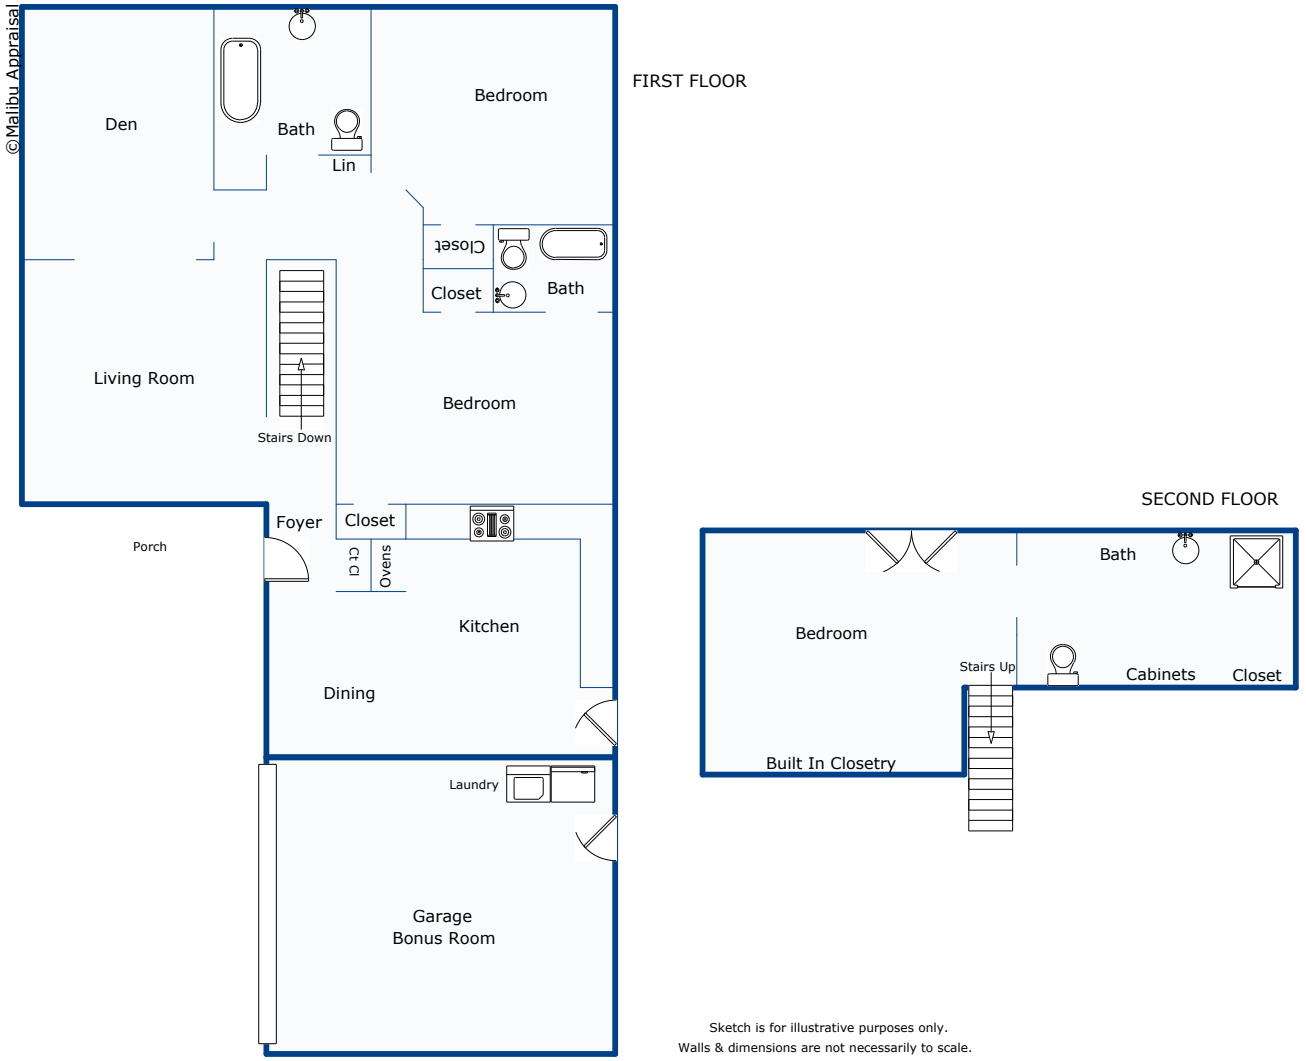 ©Malibu Appraisal
FIRST FLOOR
Den
Bath
Lin
Bedroom
Closet
Closet
Bath
Living Room
Stairs Down
Bedroom
Foyer
Closet
Ct Cl
Ovens
Porch
Kitchen
Dining
Laundry
Garage
Bonus Room
SECOND FLOOR
Bath
Bedroom
Stairs Up
Cabinets
Closet
Built In Closetry
Sketch is for illustrative purposes only.
Walls & dimensions are not necessarily to scale.